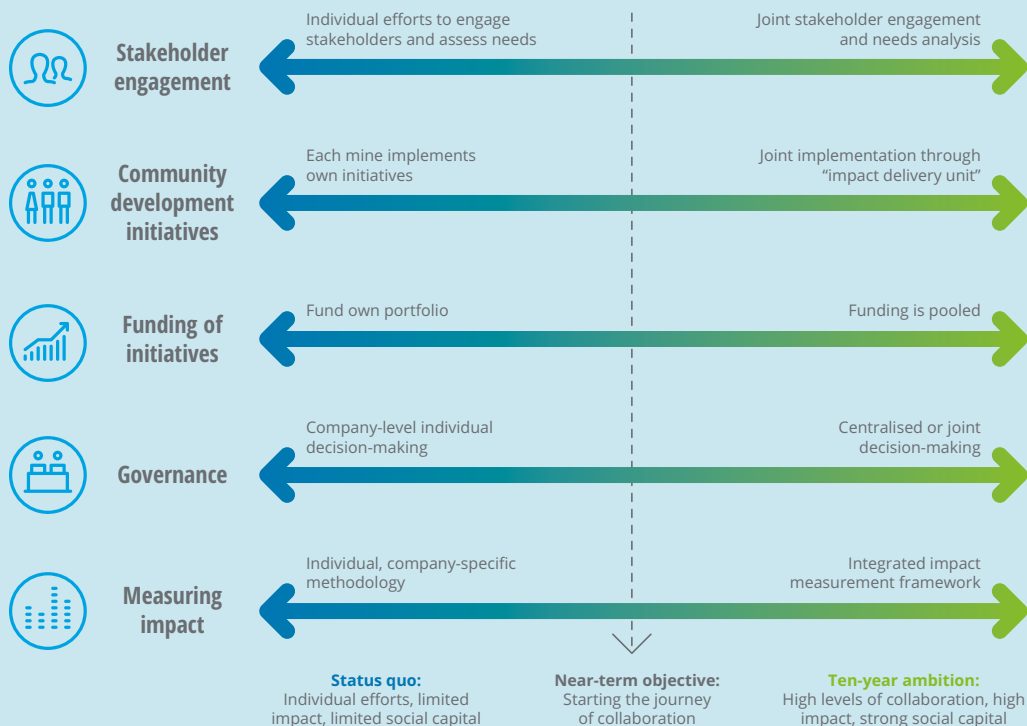 Stakeholder
engagement
Individual efforts to engage
stakeholders and assess needs
Joint stakeholder engagement
and needs analysis
Community
development
initiatives
Each mine implements
own initiatives
Joint implementation through
“impact delivery unit”
Funding of
initiatives
Fund own portfolio
Funding is pooled
Governance
Company-level individual
decision-making
Centralised or joint
decision-making
Measuring
impact
Individual, company-specific
methodology
Integrated impact
measurement framework
Status quo:
Individual efforts, limited
impact, limited social capital
Near-term objective:
Starting the journey
of collaboration
Ten-year ambition:
High levels of collaboration, high
impact, strong social capital